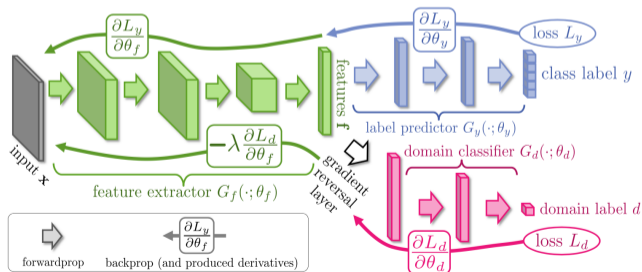 ∂L_y/∂θ_f
∂L_y/∂θ_y
loss L_y
features f
class label y
label predictor G_y(·; θ_y)
input x
−λ ∂L_d/∂θ_f
feature extractor G_f(·; θ_f)
gradient
reversal
layer
domain classifier G_d(·; θ_d)
domain label d
∂L_d/∂θ_d
loss L_d
forwardprop
∂L_y/∂θ_f
backprop (and produced derivatives)